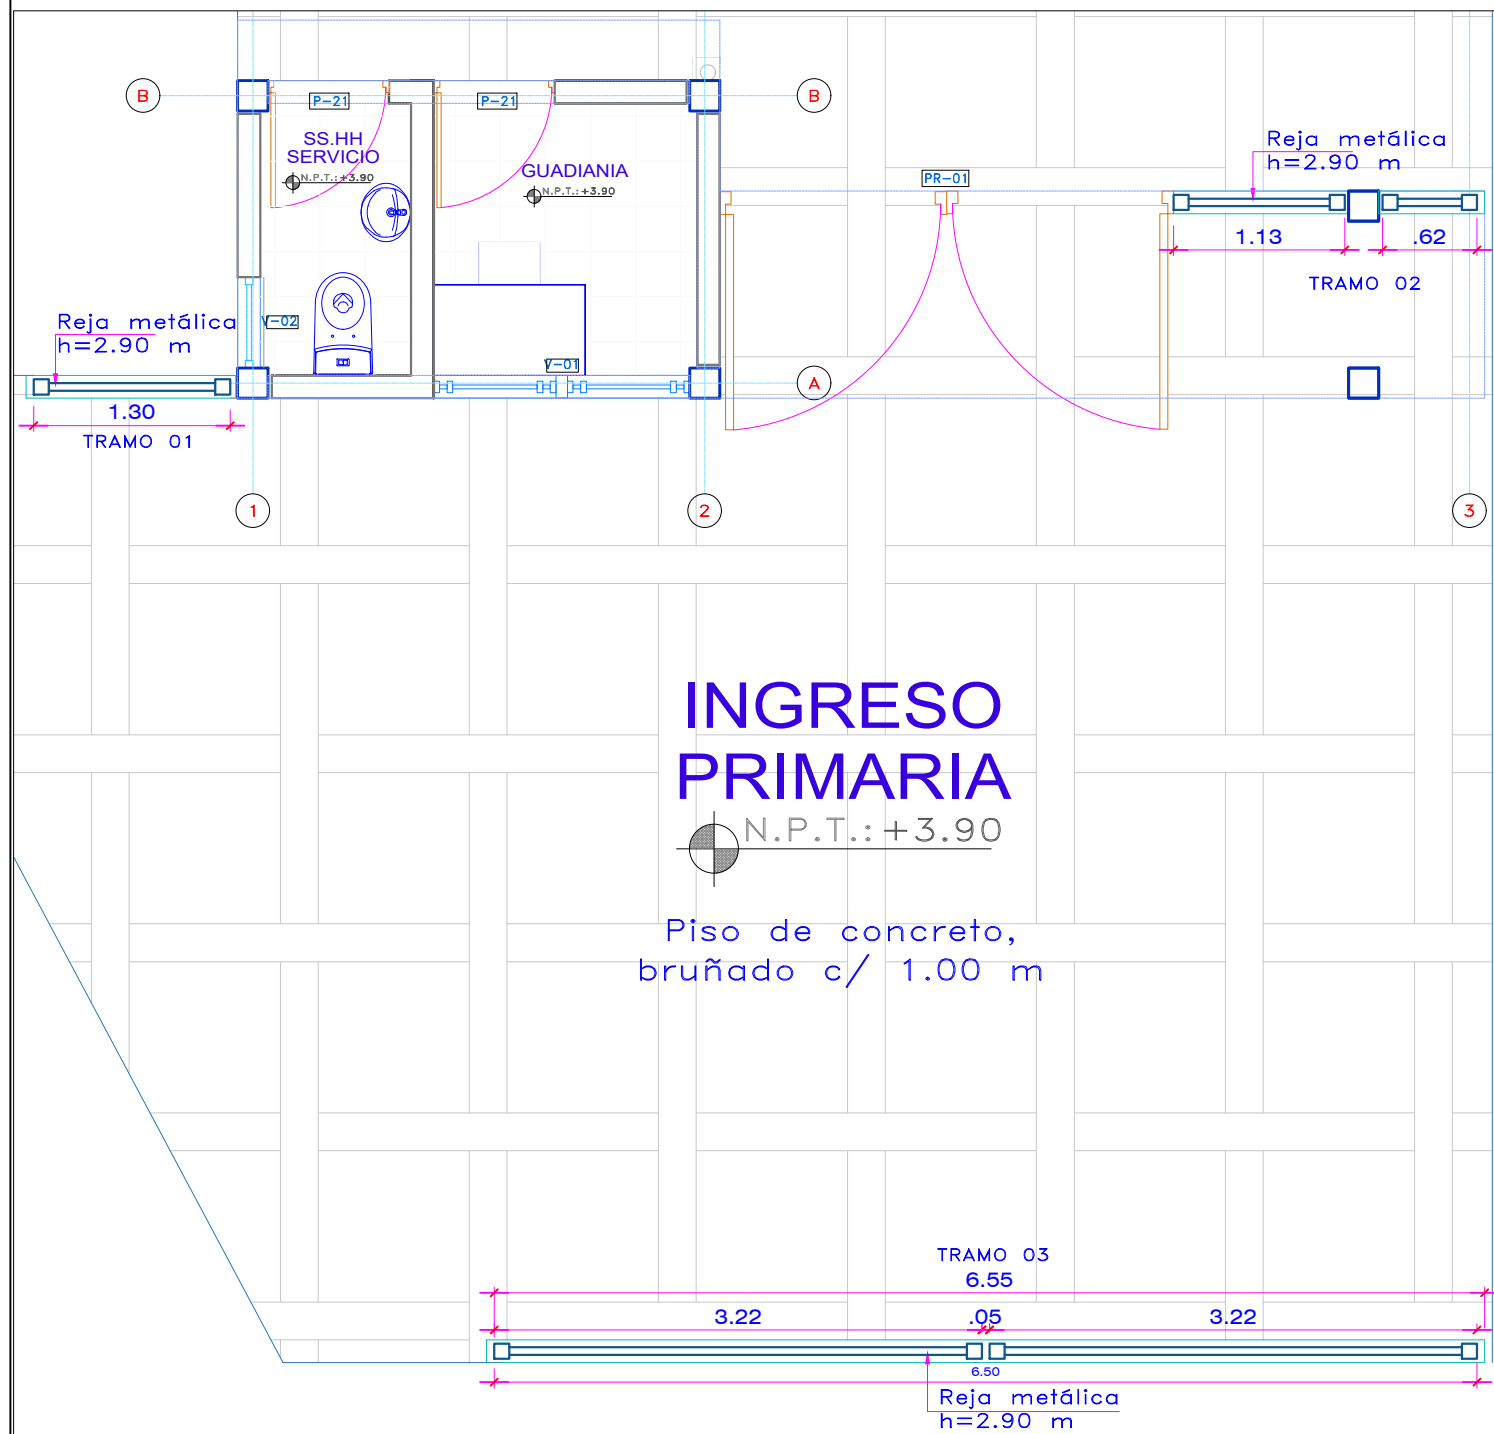 B
P-21
P-21
B
SS.HH
SERVICIO
N.P.T.:+3.90
GUADIANIA
N.P.T.:+3.90
PR-01
Reja metálica
h=2.90 m
1.13
.62
TRAMO 02
Reja metálica
h=2.90 m
V-02
V-01
A
1.30
TRAMO 01
1
2
3
INGRESO
PRIMARIA
N.P.T.:+3.90
Piso de concreto,
bruñado c/ 1.00 m
TRAMO 03
6.55
3.22
.05
3.22
6.50
Reja metálica
h=2.90 m